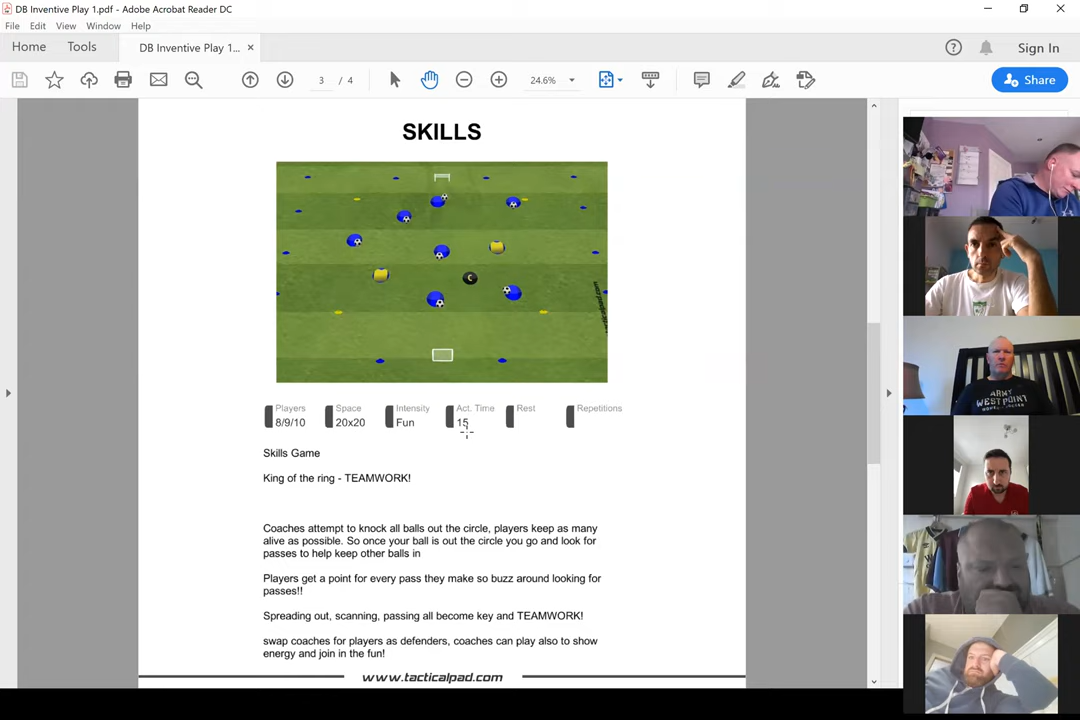 DB Inventive Play 1.pdf - Adobe Acrobat Reader DC
File Edit View Window Help
Home Tools DB Inventive Play 1... × Sign In
3 / 4 24.6% Share
SKILLS
C
Players Space Intensity Act. Time Rest Repetitions
8/9/10 20x20 Fun 15
Skills Game
King of the ring - TEAMWORK!
Coaches attempt to knock all balls out the circle, players keep as many
alive as possible. So once your ball is out the circle you go and look for
passes to help keep other balls in
Players get a point for every pass they make so buzz around looking for
passes!!
Spreading out, scanning, passing all become key and TEAMWORK!
swap coaches for players as defenders, coaches can play also to show
energy and join in the fun!
www.tacticalpad.com
ARMY
WEST POINT